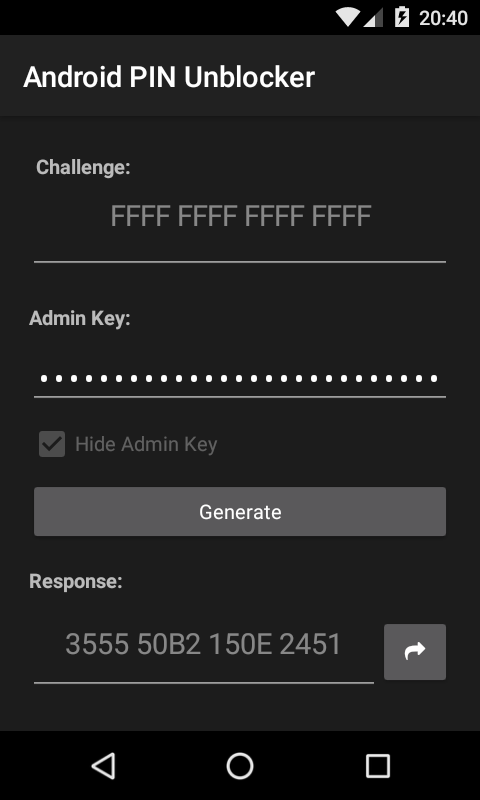 20:40
Android PIN Unblocker
Challenge:
FFFF FFFF FFFF FFFF
Admin Key:
Hide Admin Key
Generate
Response:
3555 50B2 150E 2451